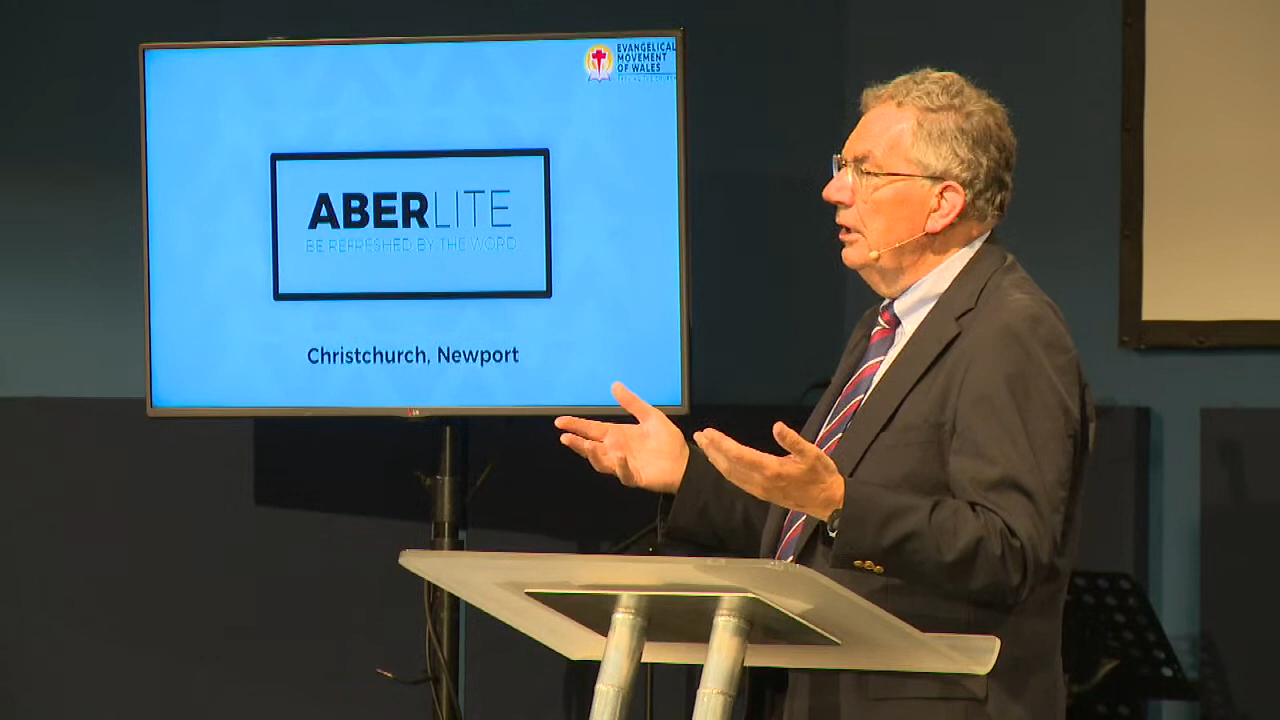 EVANGELICAL
MOVEMENT
OF WALES
ABERLITE
BE REFRESHED BY THE WORD
Christchurch, Newport